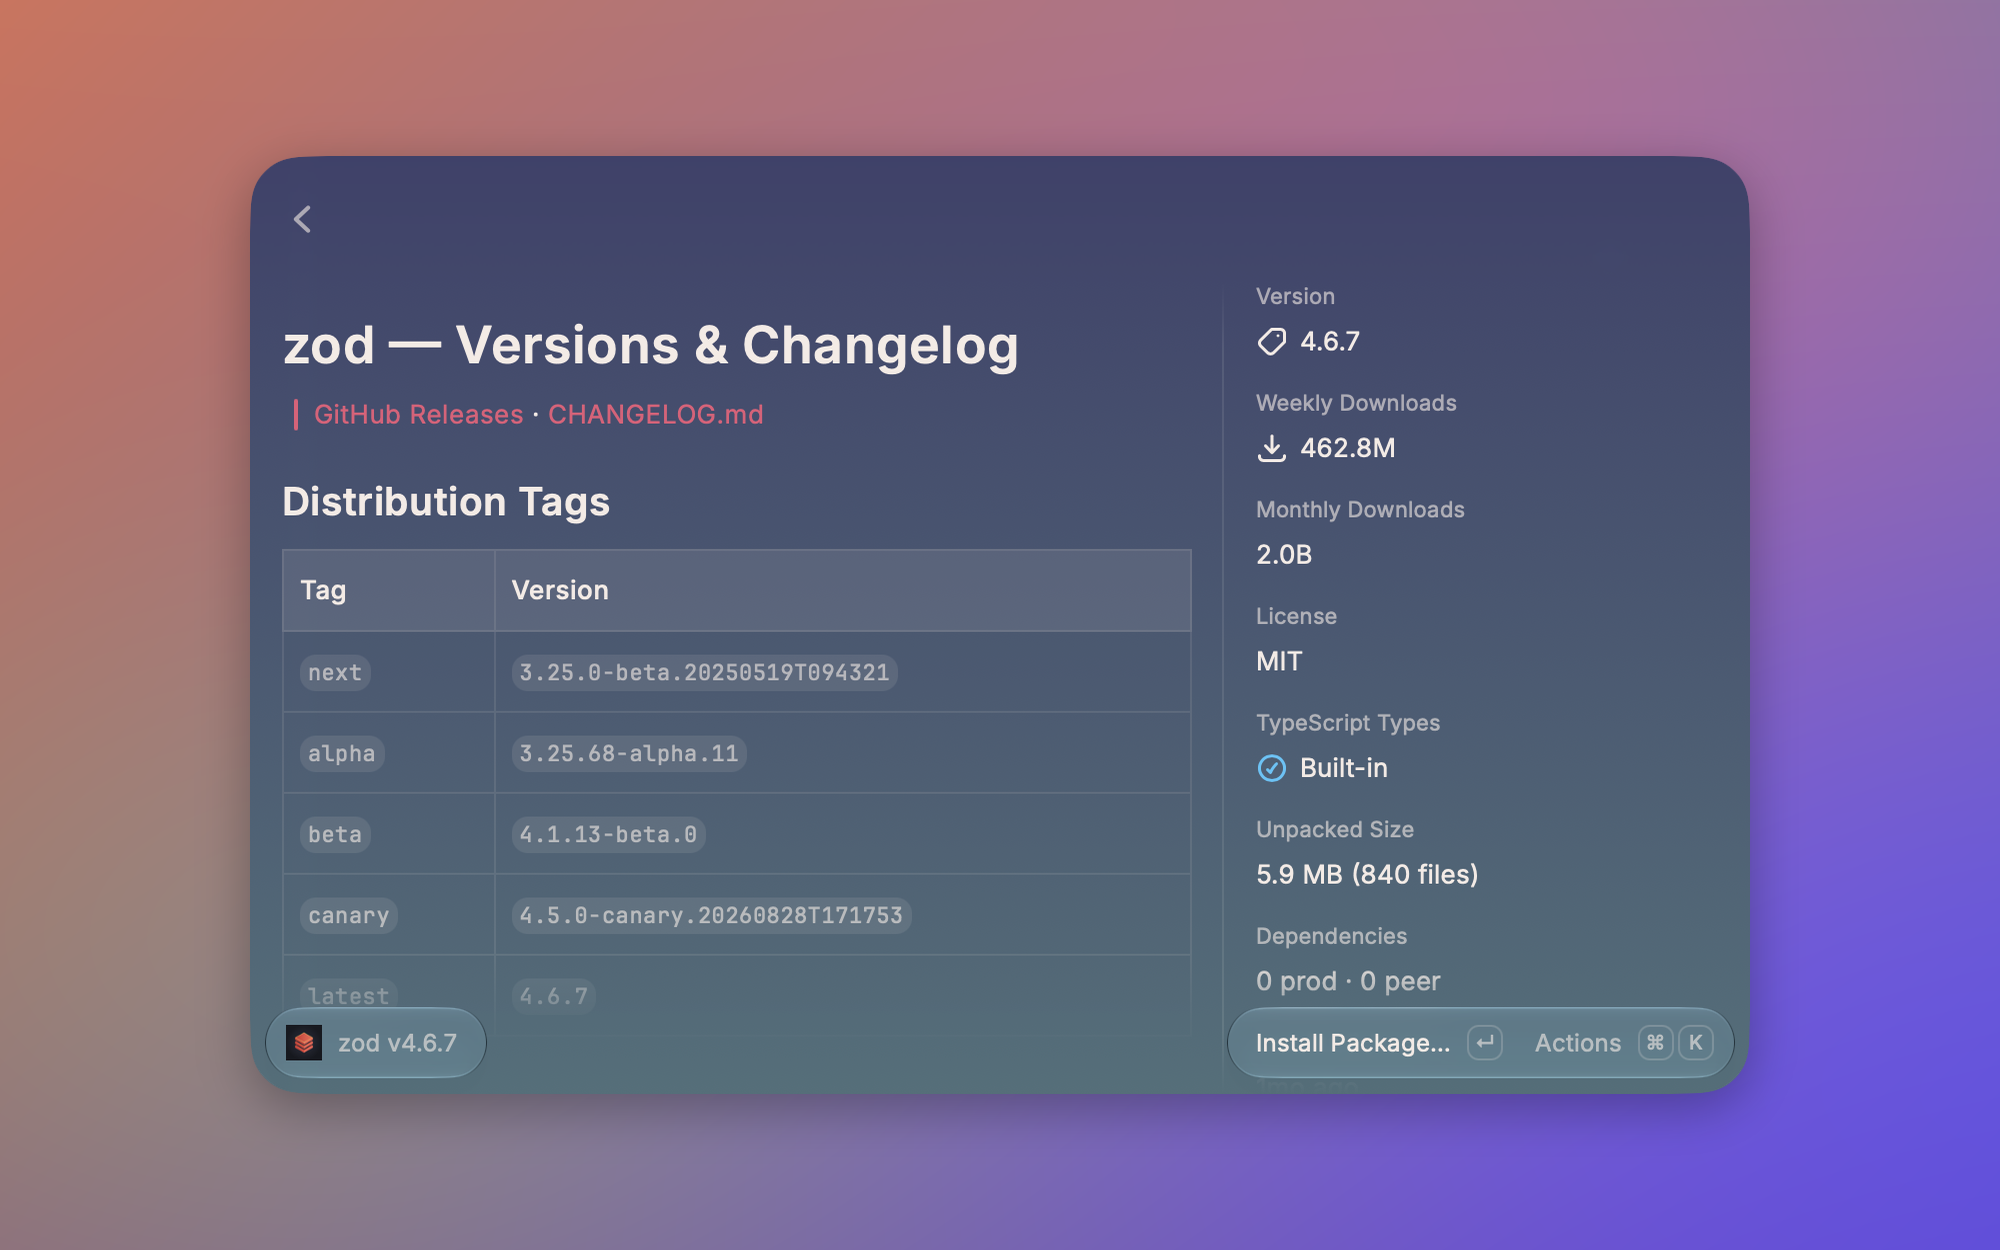 zod — Versions & Changelog
GitHub Releases · CHANGELOG.md
Distribution Tags
Tag Version
next 3.25.0-beta.20250519T094321
alpha 3.25.68-alpha.11
beta 4.1.13-beta.0
canary 4.5.0-canary.20260828T171753
latest 4.6.7
Version
4.6.7
Weekly Downloads
462.8M
Monthly Downloads
2.0B
License
MIT
TypeScript Types
Built-in
Unpacked Size
5.9 MB (840 files)
Dependencies
0 prod · 0 peer
zod v4.6.7
Install Package... ↵ Actions ⌘ K